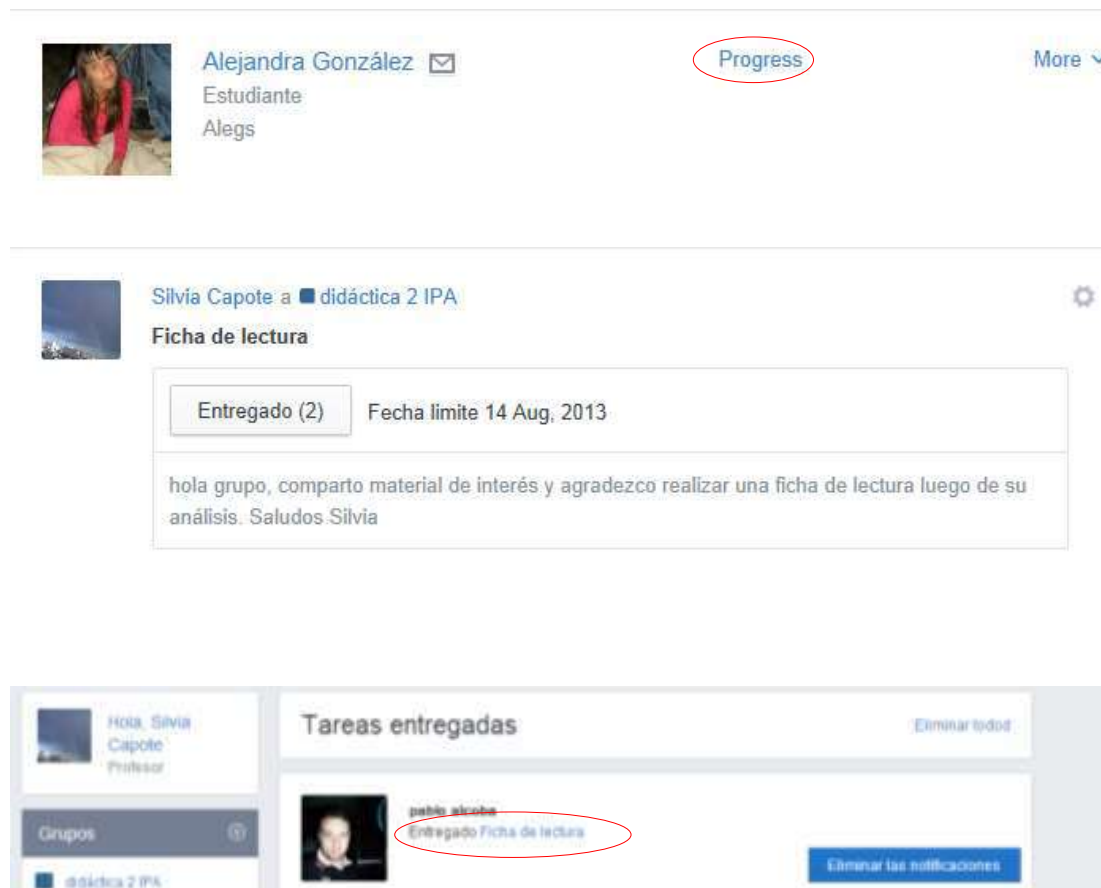 Alejandra González
Progress
More
Estudiante
Alegs
Silvia Capote a didáctica 2 IPA
Ficha de lectura
Entregado (2)
Fecha limite 14 Aug, 2013
hola grupo, comparto material de interés y agradezco realizar una ficha de lectura luego de su
análisis. Saludos Silvia
Hola, Silvia
Capote
Profesor
Tareas entregadas
Eliminar todod
Grupos
didáctica 2 IPA
pablo alcoba
Entregado Ficha de lectura
Eliminar las notificaciones